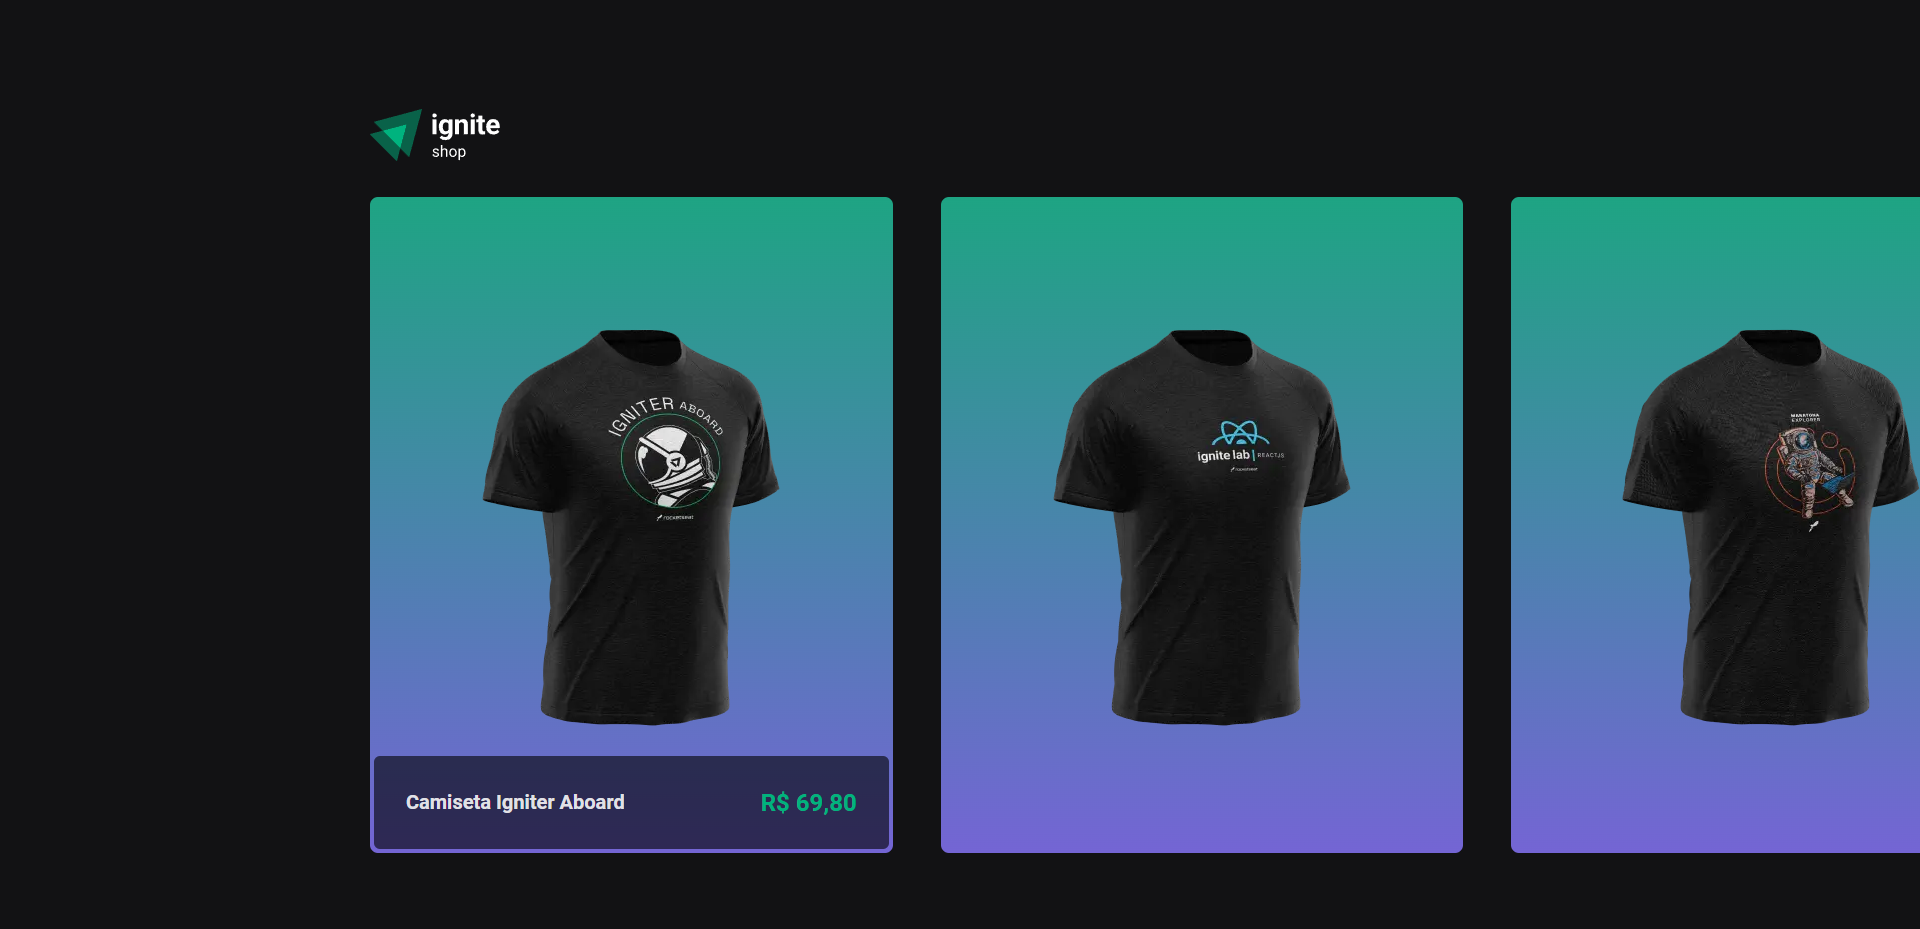 ignite
shop
IGNITER ABOARD
rocketseat
ignite lab | REACTJS
rocketseat
MARATONA
EXPLORER
Camiseta Igniter Aboard
R$ 69,80